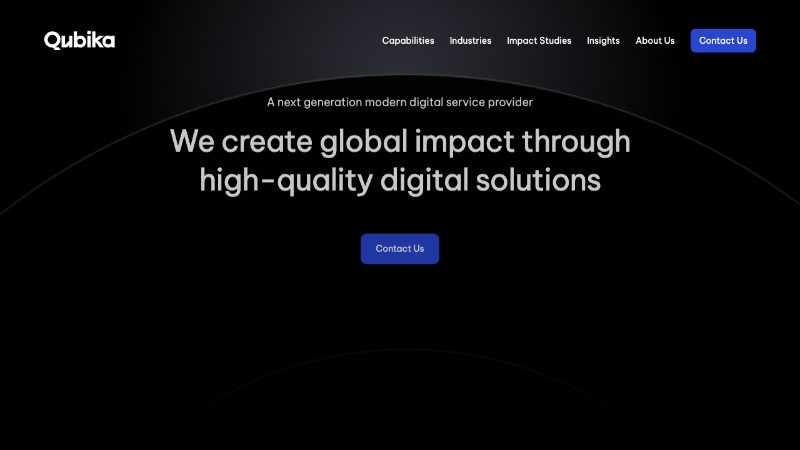 Qubika
Capabilities
Industries
Impact Studies
Insights
About Us
Contact Us
A next generation modern digital service provider
We create global impact through
high-quality digital solutions
Contact Us